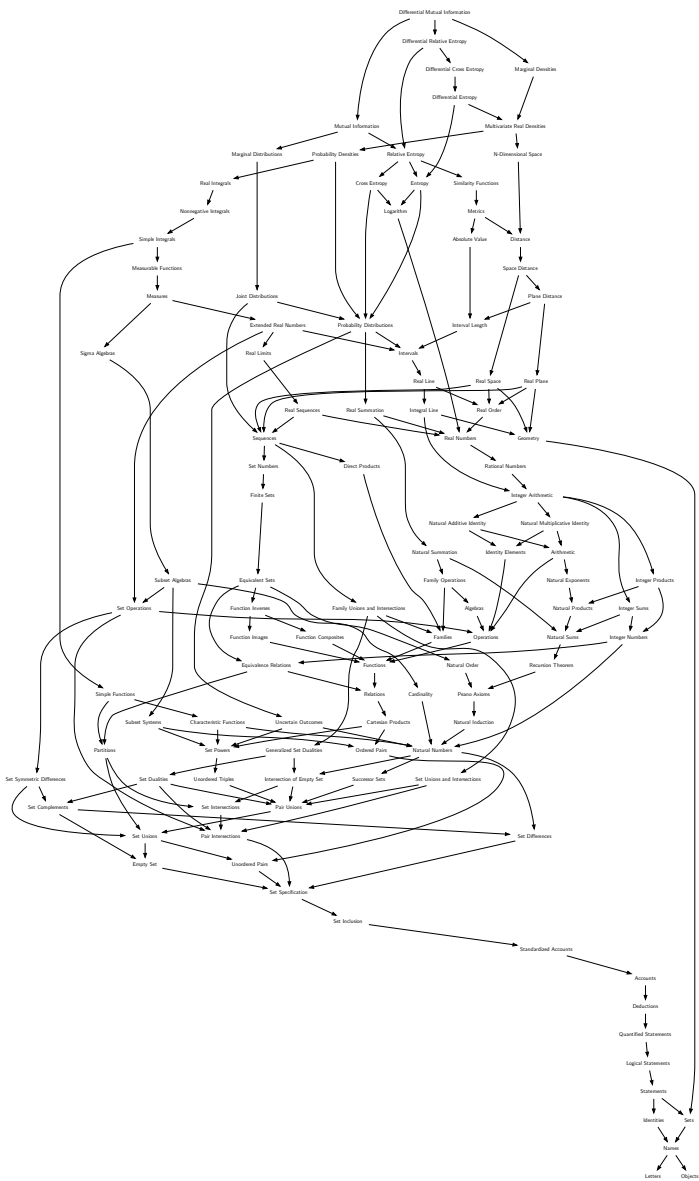 Differential Mutual Information
Differential Relative Entropy
Differential Cross Entropy
Marginal Densities
Differential Entropy
Mutual Information
Multivariate Real Densities
Marginal Distributions
Probability Densities
Relative Entropy
N-Dimensional Space
Real Integrals
Cross Entropy
Entropy
Similarity Functions
Nonnegative Integrals
Logarithm
Metrics
Simple Integrals
Absolute Value
Distance
Measurable Functions
Space Distance
Measures
Joint Distributions
Plane Distance
Extended Real Numbers
Probability Distributions
Interval Length
Sigma Algebras
Real Limits
Intervals
Real Line
Real Space
Real Plane
Real Sequences
Real Summation
Integral Line
Real Order
Sequences
Real Numbers
Geometry
Set Numbers
Direct Products
Rational Numbers
Finite Sets
Integer Arithmetic
Natural Additive Identity
Natural Multiplicative Identity
Natural Summation
Identity Elements
Arithmetic
Subset Algebras
Equivalent Sets
Family Operations
Natural Exponents
Integer Products
Set Operations
Function Inverses
Family Unions and Intersections
Algebras
Natural Products
Integer Sums
Function Images
Function Composites
Families
Operations
Natural Sums
Integer Numbers
Equivalence Relations
Functions
Natural Order
Recursion Theorem
Simple Functions
Relations
Cardinality
Peano Axioms
Subset Systems
Characteristic Functions
Uncertain Outcomes
Cartesian Products
Natural Induction
Partitions
Set Powers
Generalized Set Dualities
Ordered Pairs
Natural Numbers
Set Symmetric Differences
Set Dualities
Unordered Triples
Intersection of Empty Set
Successor Sets
Set Unions and Intersections
Set Complements
Set Intersections
Pair Unions
Set Unions
Pair Intersections
Set Differences
Empty Set
Unordered Pairs
Set Specification
Set Inclusion
Standardized Accounts
Accounts
Deductions
Quantified Statements
Logical Statements
Statements
Identities
Sets
Names
Letters
Objects